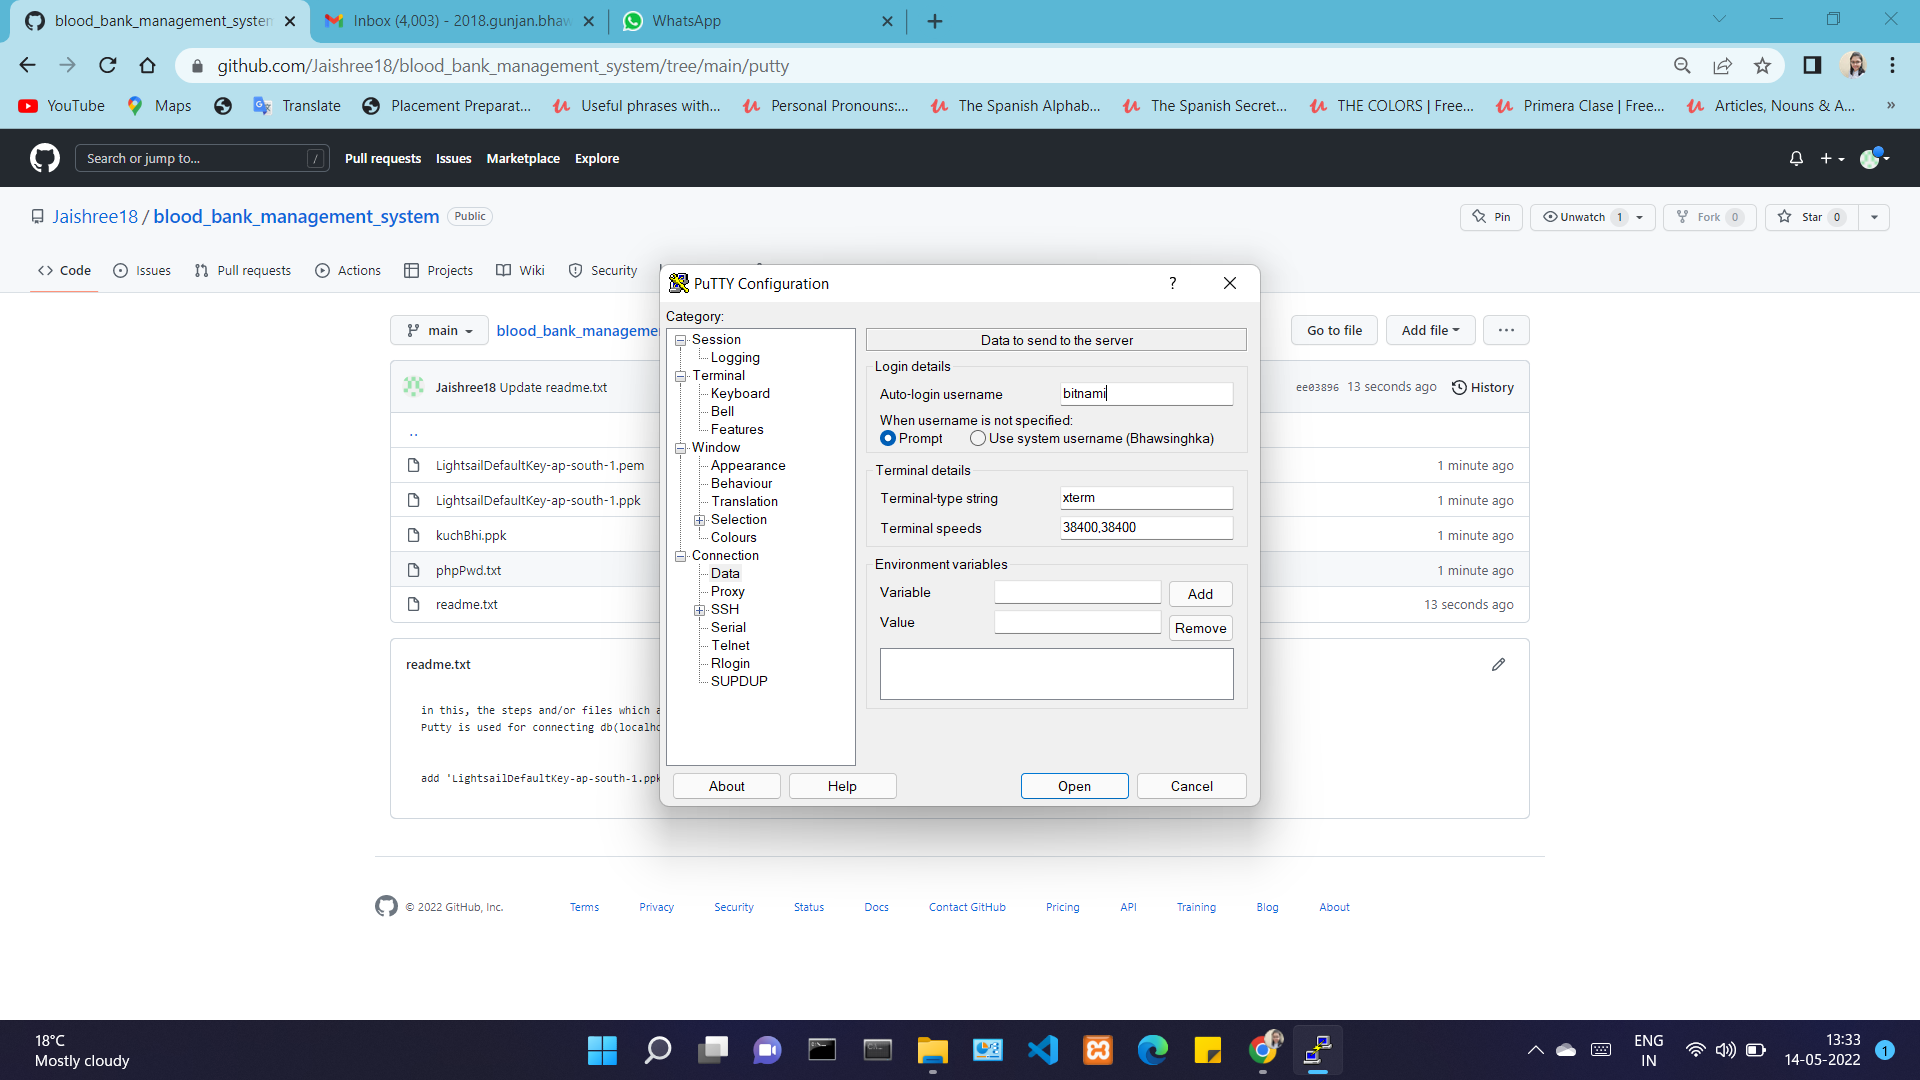 blood_bank_management_system
Inbox (4,003) - 2018.gunjan.bhaw
WhatsApp
github.com/Jaishree18/blood_bank_management_system/tree/main/putty
YouTube
Maps
Translate
Placement Preparat...
Useful phrases with...
Personal Pronouns:...
The Spanish Alphab...
The Spanish Secret...
THE COLORS | Free...
Primera Clase | Free...
Articles, Nouns & A...
»
Search or jump to...
/
Pull requests
Issues
Marketplace
Explore
Jaishree18 / blood_bank_management_system
Public
Pin
Unwatch 1
Fork 0
Star 0
Code
Issues
Pull requests
Actions
Projects
Wiki
Security
main
blood_bank_manageme
Go to file
Add file
Jaishree18 Update readme.txt
ee03896 13 seconds ago
History
..
LightsailDefaultKey-ap-south-1.pem
1 minute ago
LightsailDefaultKey-ap-south-1.ppk
1 minute ago
kuchBhi.ppk
1 minute ago
phpPwd.txt
1 minute ago
readme.txt
13 seconds ago
readme.txt
in this, the steps and/or files which a
Putty is used for connecting db(localho
add 'LightsailDefaultKey-ap-south-1.ppk
PuTTY Configuration
?
Category:
Session
Logging
Terminal
Keyboard
Bell
Features
Window
Appearance
Behaviour
Translation
Selection
Colours
Connection
Data
Proxy
SSH
Serial
Telnet
Rlogin
SUPDUP
Data to send to the server
Login details
Auto-login username
bitnami
When username is not specified:
Prompt
Use system username (Bhawsinghka)
Terminal details
Terminal-type string
xterm
Terminal speeds
38400,38400
Environment variables
Variable
Add
Value
Remove
About
Help
Open
Cancel
© 2022 GitHub, Inc.
Terms
Privacy
Security
Status
Docs
Contact GitHub
Pricing
API
Training
Blog
About
18°C
Mostly cloudy
ENG
IN
13:33
14-05-2022
1